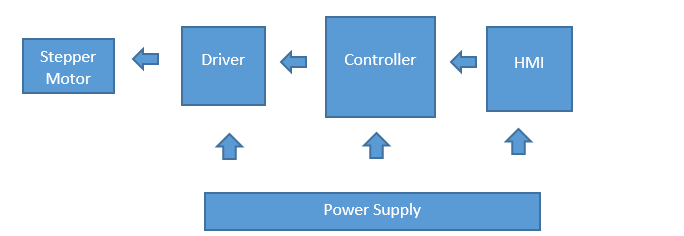 Stepper
Motor
Driver
Controller
HMI
Power Supply